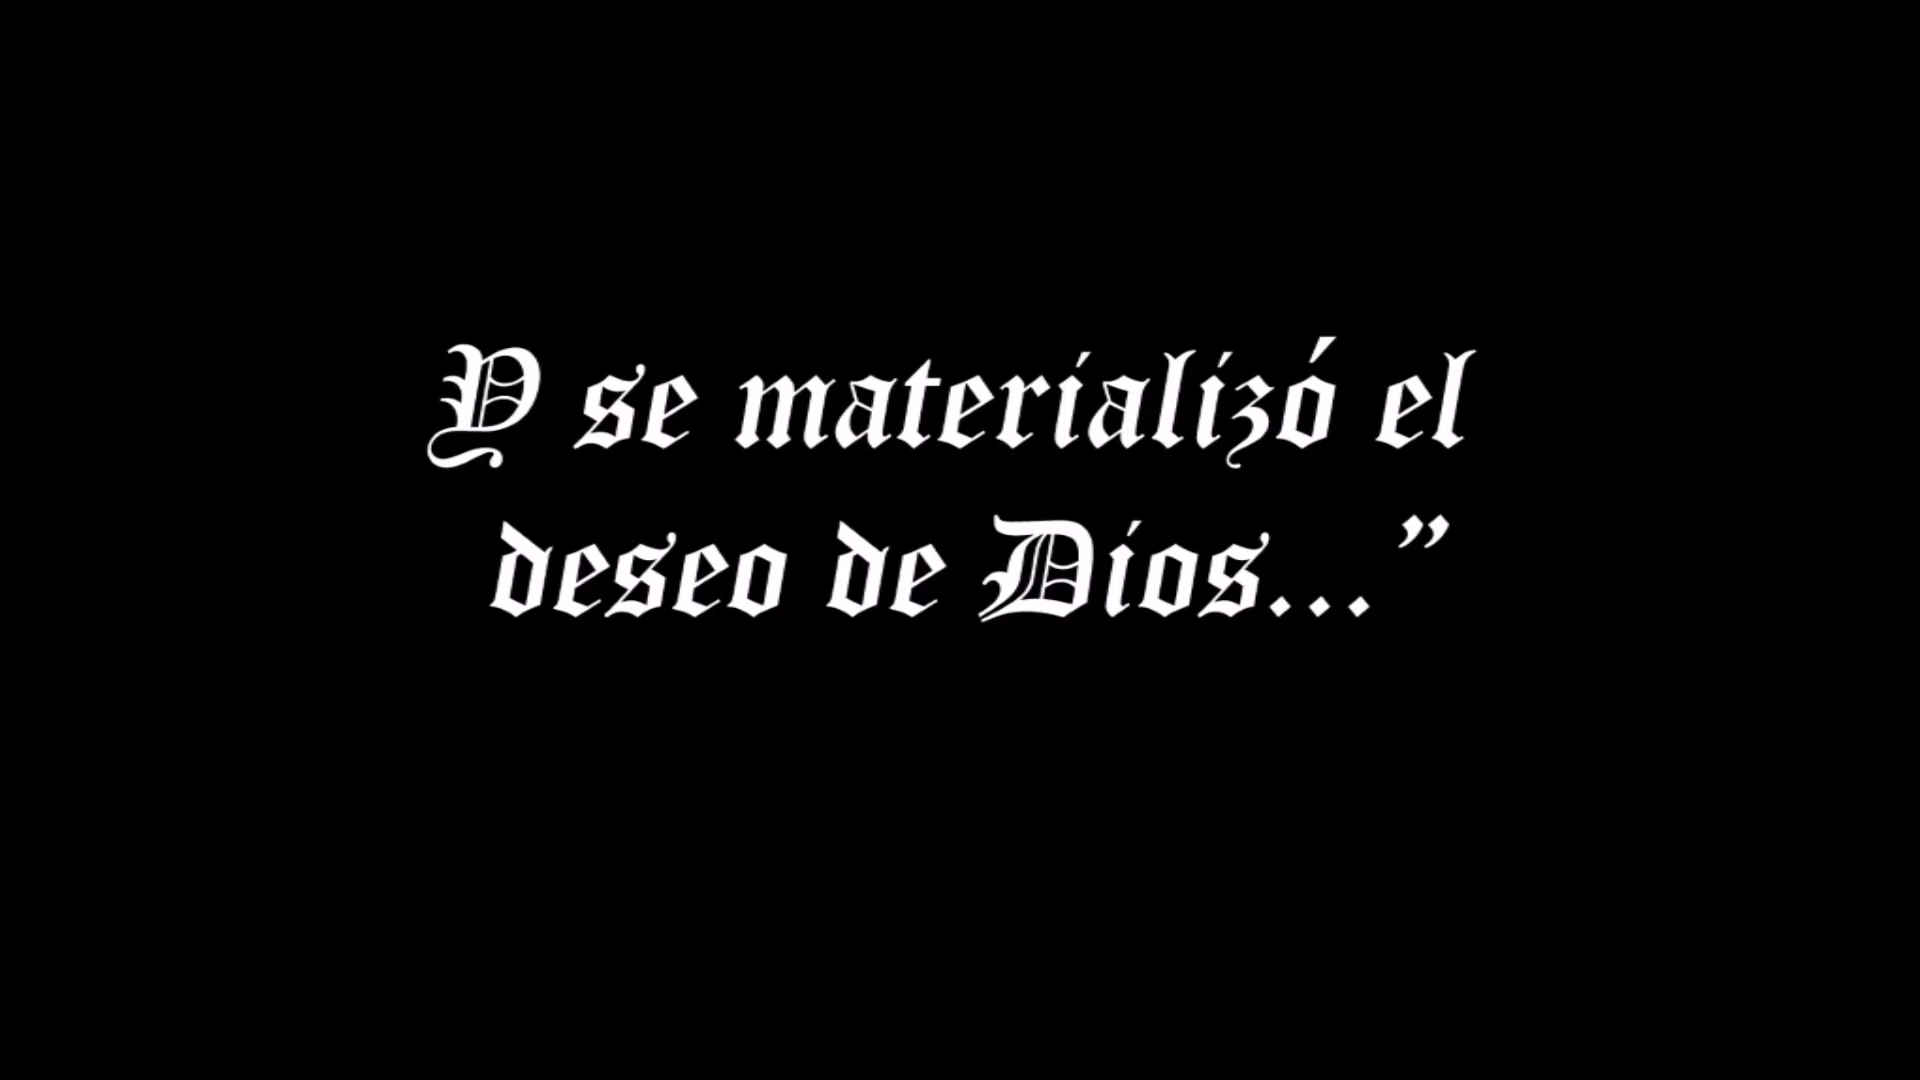 Y se materializó el
deseo de Dios...”